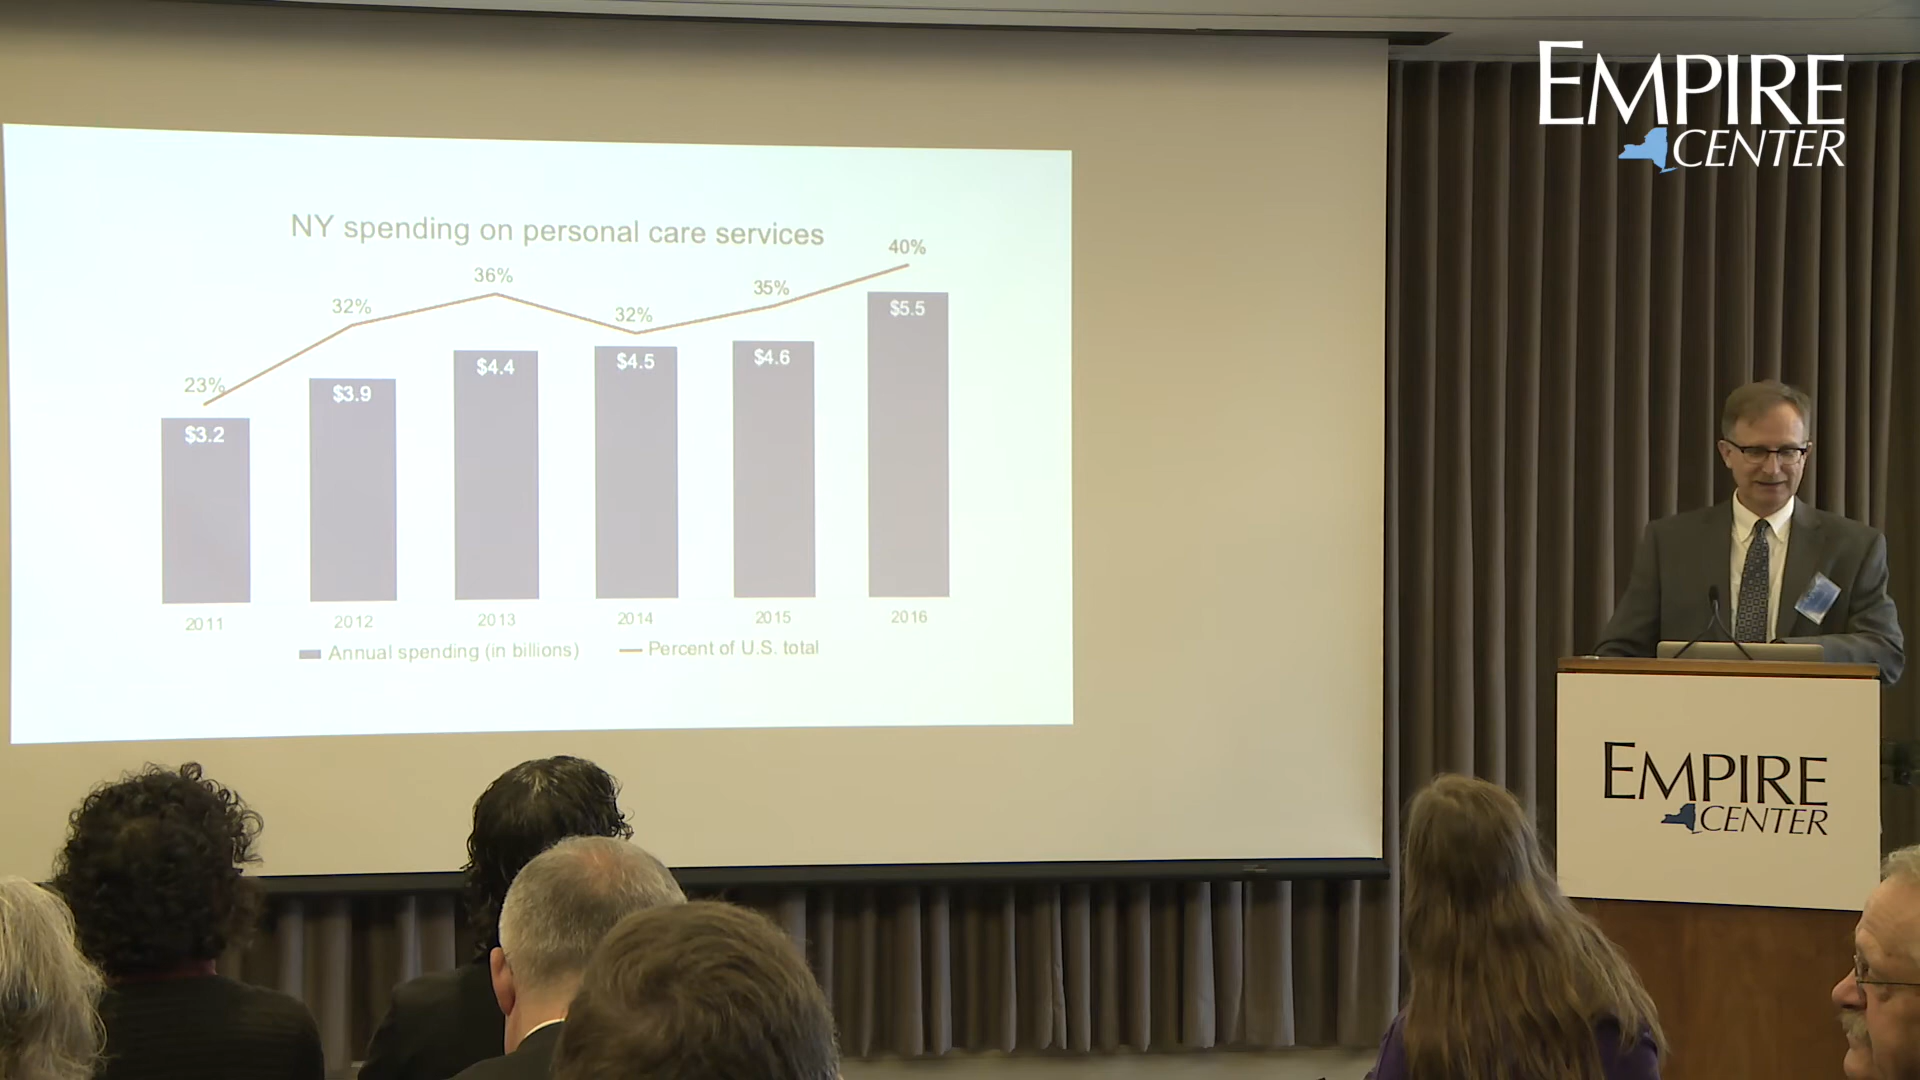 EMPIRE
CENTER
NY spending on personal care services
23%
32%
36%
32%
35%
40%
$3.2
$3.9
$4.4
$4.5
$4.6
$5.5
2011
2012
2013
2014
2015
2016
Annual spending (in billions)
Percent of U.S. total
EMPIRE
CENTER